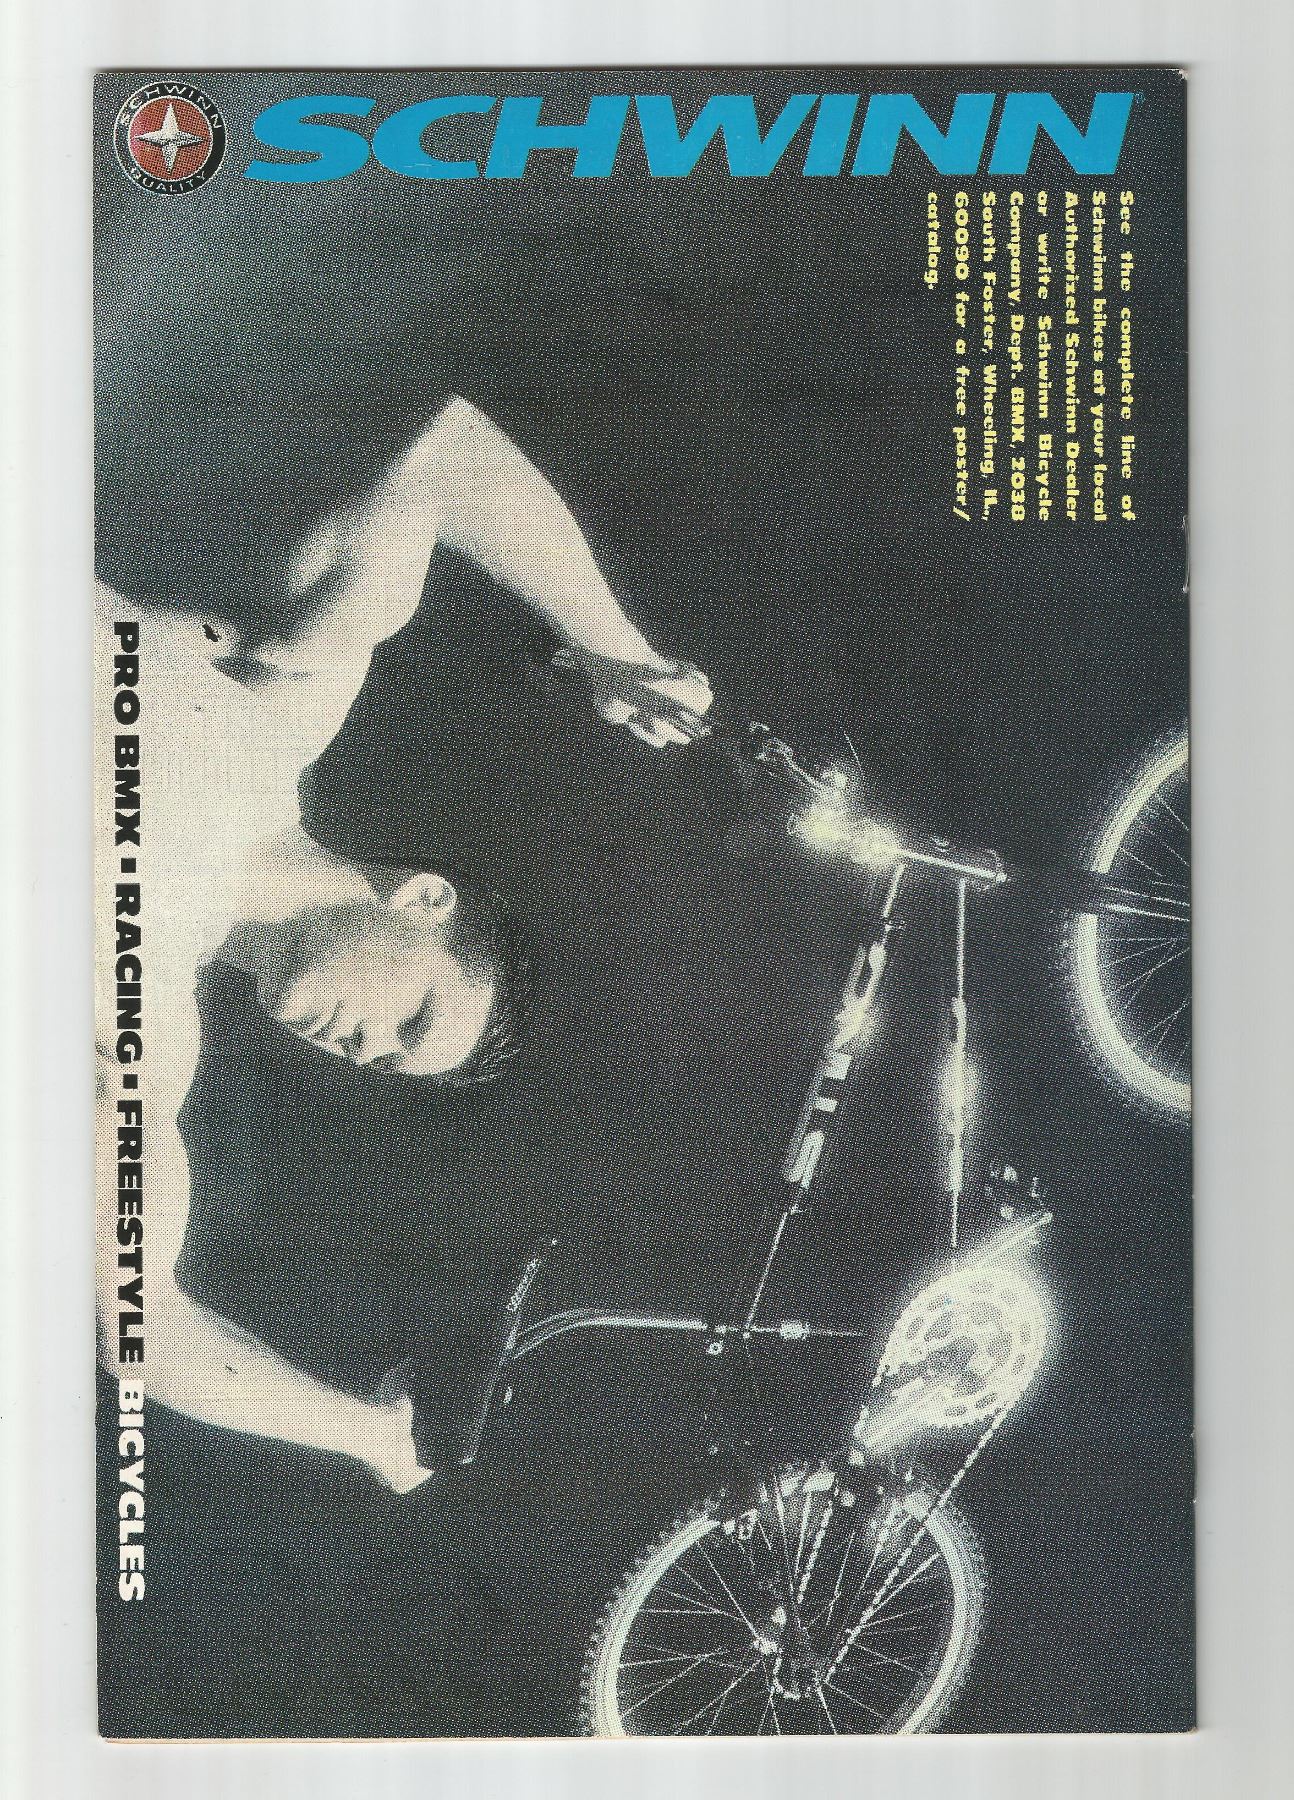 SCHWINN QUALITY
SCHWINN®
See the complete line of
Schwinn bikes at your local
Authorized Schwinn Dealer
or write Schwinn Bicycle
Company, Dept. BMX, 2038
South Foster, Wheeling, IL,
60090 for a free poster/
catalog.
PRO BMX · RACING · FREESTYLE BICYCLES